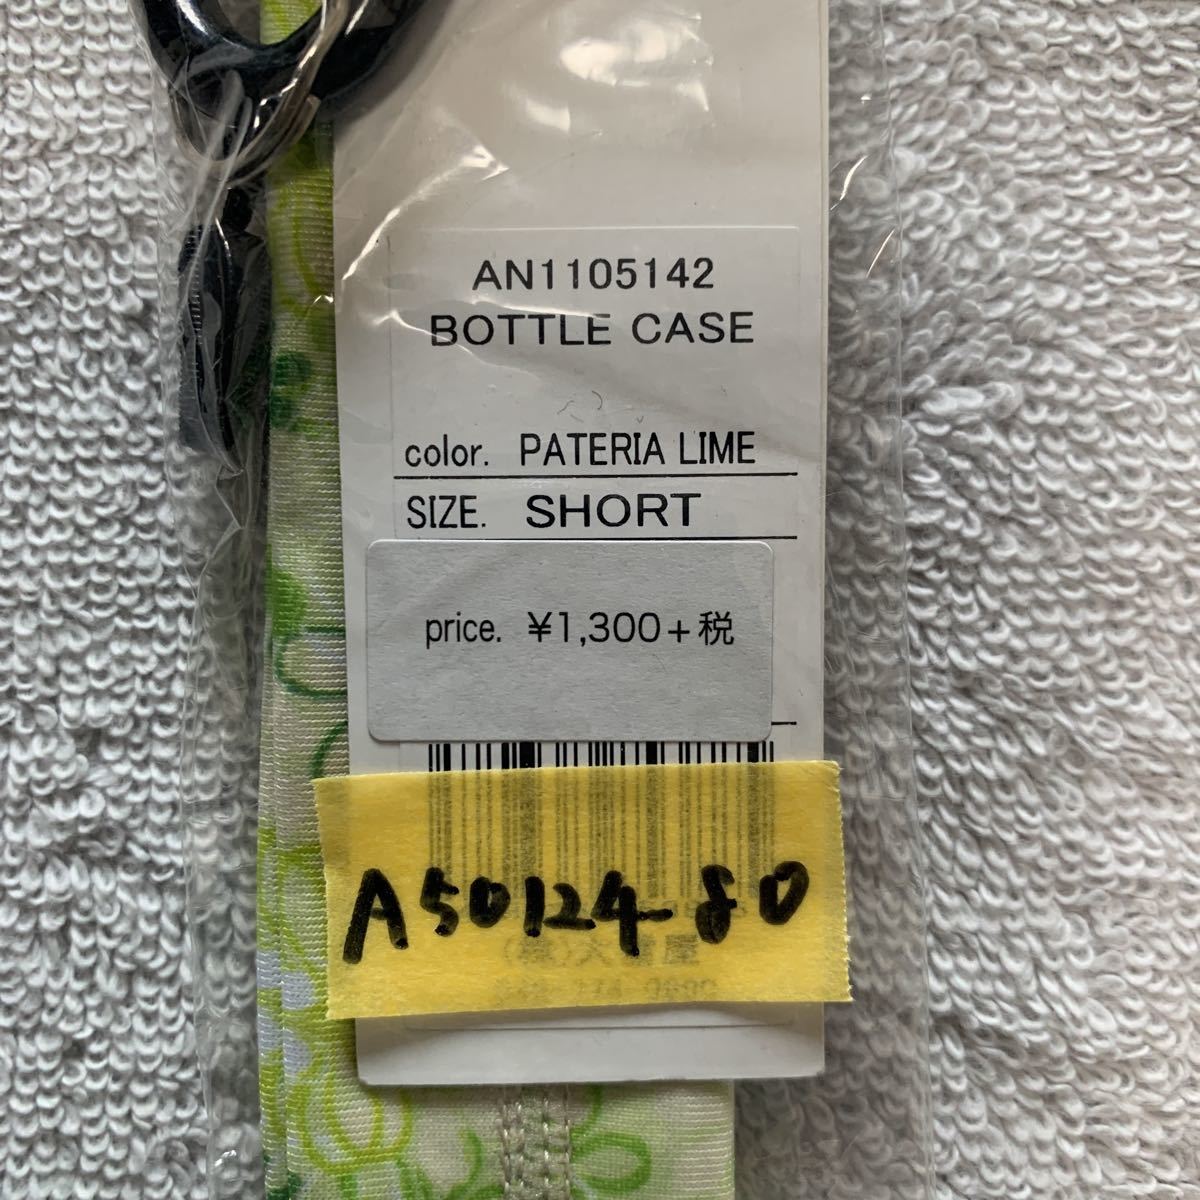 AN1105142
BOTTLE CASE
color. PATERIA LIME
SIZE. SHORT
price. ¥1,300+税
A50124-80